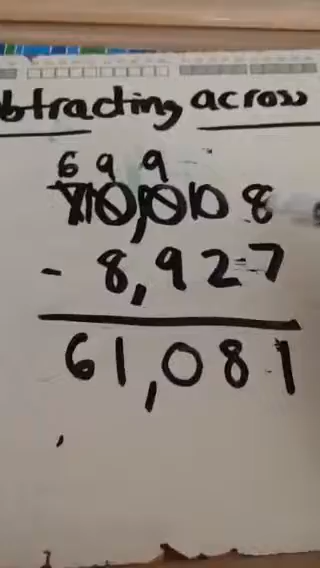 btracting across
6 9 9
70,008
- 8,927
61,081